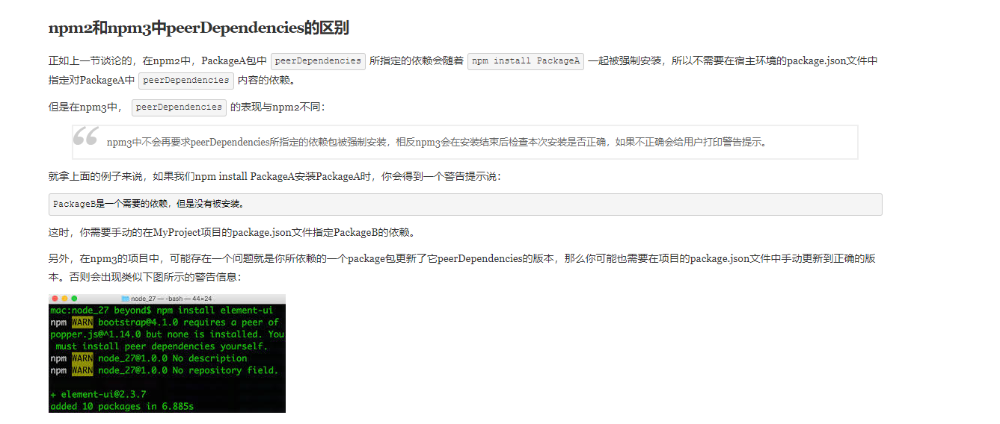 npm2和npm3中peerDependencies的区别
正如上一节谈论的，在npm2中，PackageA包中 peerDependencies 所指定的依赖会随着 npm install PackageA 一起被强制安装，所以不需要在宿主环境的package.json文件中
指定对PackageA中 peerDependencies 内容的依赖。
但是在npm3中， peerDependencies 的表现与npm2不同：
npm3中不会再要求peerDependencies所指定的依赖包被强制安装，相反npm3会在安装结束后检查本次安装是否正确，如果不正确会给用户打印警告提示。
就拿上面的例子来说，如果我们npm install PackageA安装PackageA时，你会得到一个警告提示说：
PackageB是一个需要的依赖，但是没有被安装。
这时，你需要手动的在MyProject项目的package.json文件指定PackageB的依赖。
另外，在npm3的项目中，可能存在一个问题就是你所依赖的一个package包更新了它peerDependencies的版本，那么你可能也需要在项目的package.json文件中手动更新到正确的版
本。否则会出现类似下图所示的警告信息：
node_27 — -bash — 44×24
mac:node_27 beyond$ npm install element-ui
npm WARN bootstrap@4.1.0 requires a peer of
popper.js@^1.14.0 but none is installed. You
must install peer dependencies yourself.
npm WARN node_27@1.0.0 No description
npm WARN node_27@1.0.0 No repository field.
+ element-ui@2.3.7
added 10 packages in 6.885s